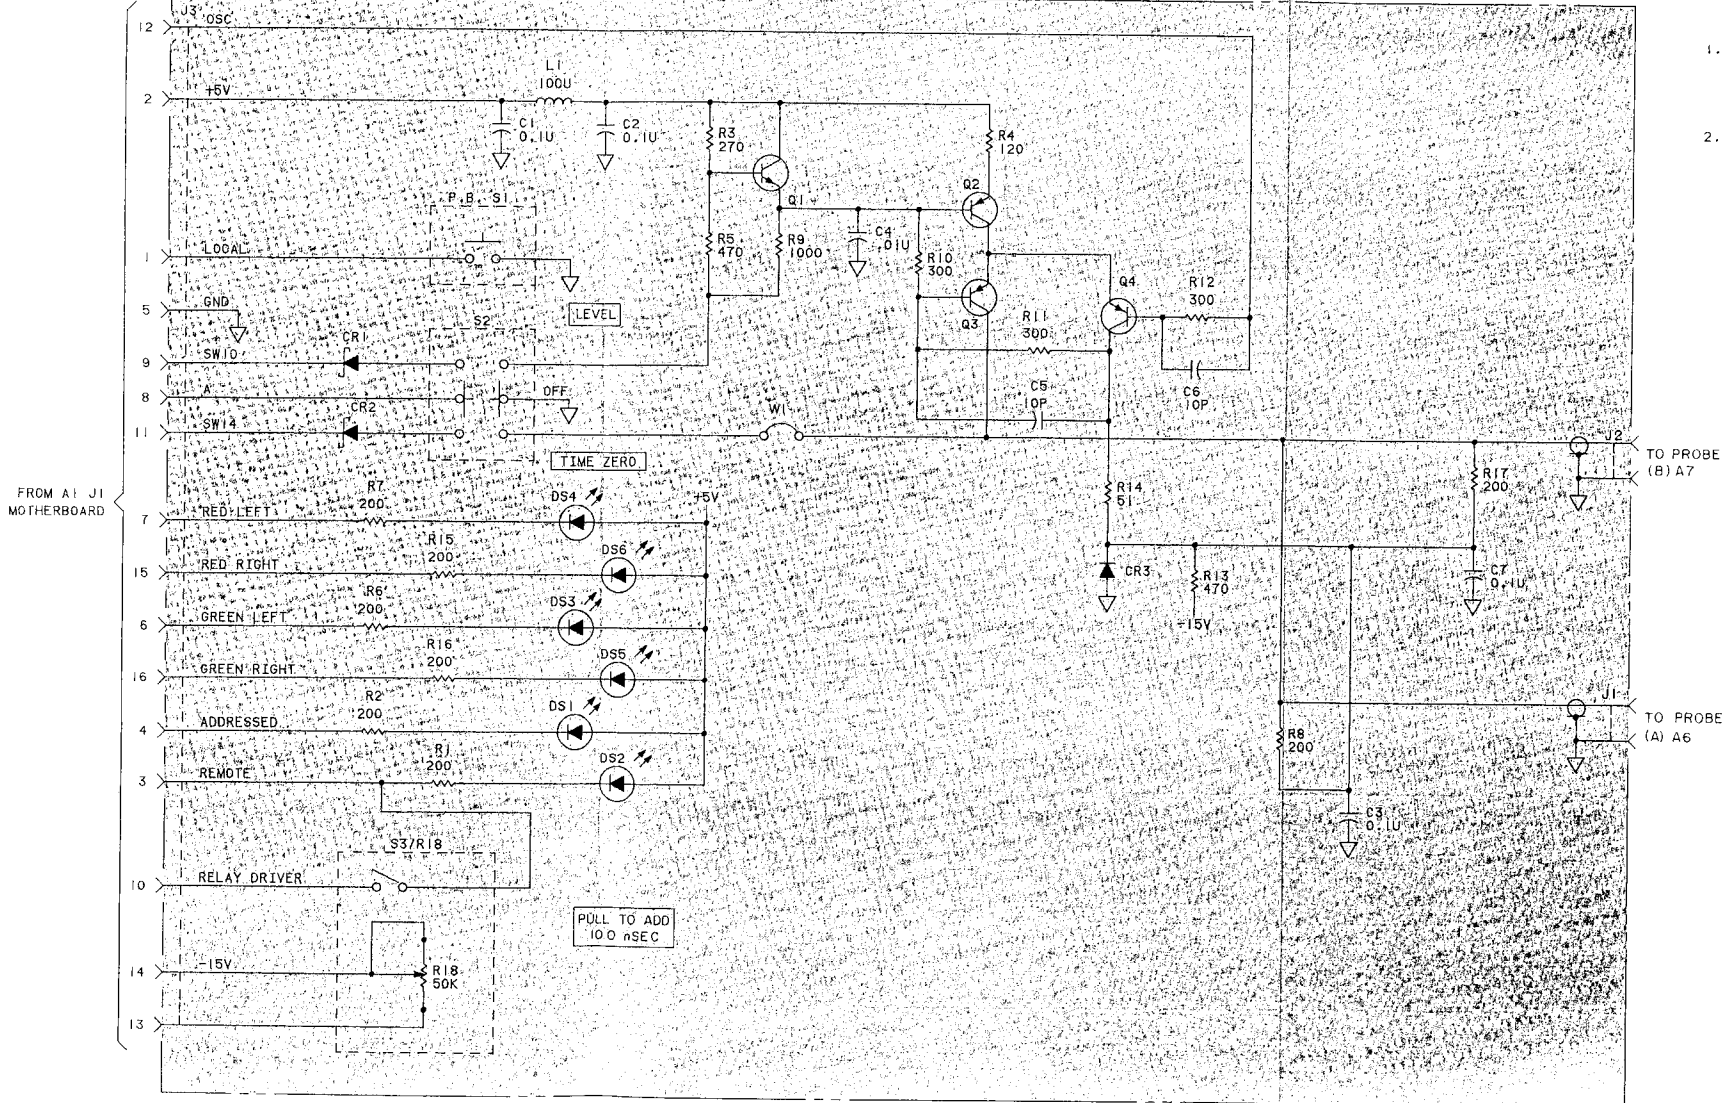 J3
12 OSC
1.
L1
100U
2 +5V
C1
0.1U
C2
0.1U
R3
270
R4
120
2.
Q2
P.B. S1
Q1
1 LOCAL
R5
470
R9
1000
C4
.01U
R10
300
Q4
R12
300
5 GND
LEVEL
S2
Q3
R11
300
9 SW10
CR1
8 A
OFF
C5
10P
C6
10P
CR2
11 SW14
W1
J2
TO PROBE
(B) A7
TIME ZERO
R17
200
FROM A1 J1
MOTHERBOARD
R7
200
DS4
+5V
R14
51
7 RED LEFT
R15
200
DS6
15 RED RIGHT
CR3
R13
470
C7
0.1U
R6
200
DS3
-15V
6 GREEN LEFT
R16
200
DS5
16 GREEN RIGHT
R2
200
DS1
J1
TO PROBE
(A) A6
4 ADDRESSED
R8
200
R1
200
DS2
3 REMOTE
C3
0.1U
S3/R18
10 RELAY DRIVER
PULL TO ADD
100 nSEC
14 -15V
R18
50K
13